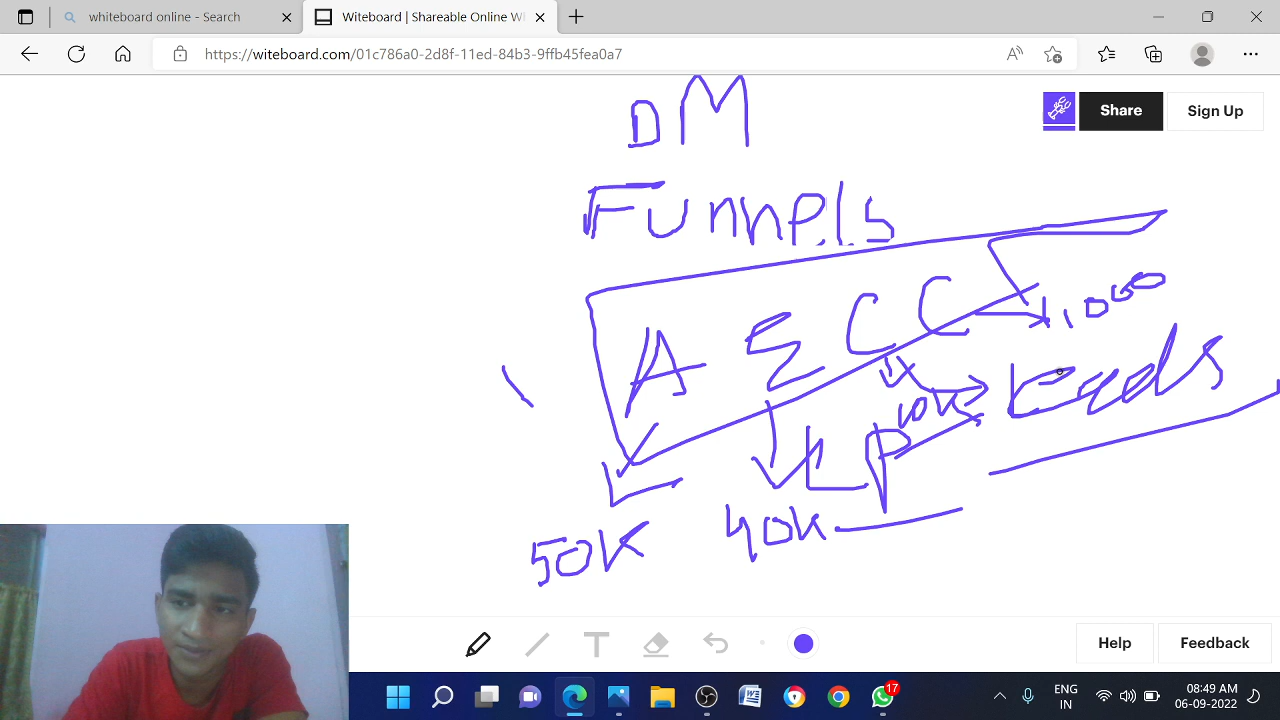 whiteboard online - Search
Witeboard | Shareable Online W
https://witeboard.com/01c786a0-2d8f-11ed-84b3-9ffb45fea0a7
Share
Sign Up
DM
Funnels
A E C C
1,000
10K
Leads
LP
50K
40K
Help
Feedback
17
ENG
IN
08:49 AM
06-09-2022